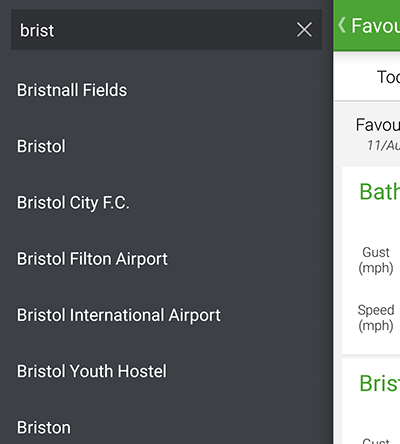 brist
Bristnall Fields
Bristol
Bristol City F.C.
Bristol Filton Airport
Bristol International Airport
Bristol Youth Hostel
Briston
Favou
Toc
Favou
11/Au
Bath
Gust
(mph)
Speed
(mph)
Brist
Gust